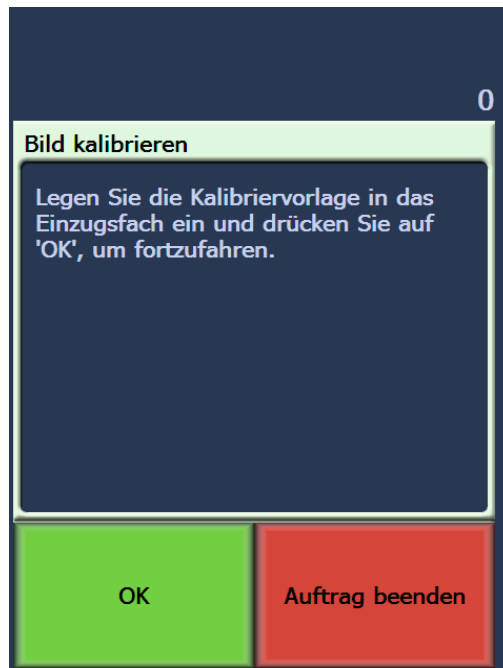 0
Bild kalibrieren
Legen Sie die Kalibriervorlage in das
Einzugsfach ein und drücken Sie auf
'OK', um fortzufahren.
OK
Auftrag beenden